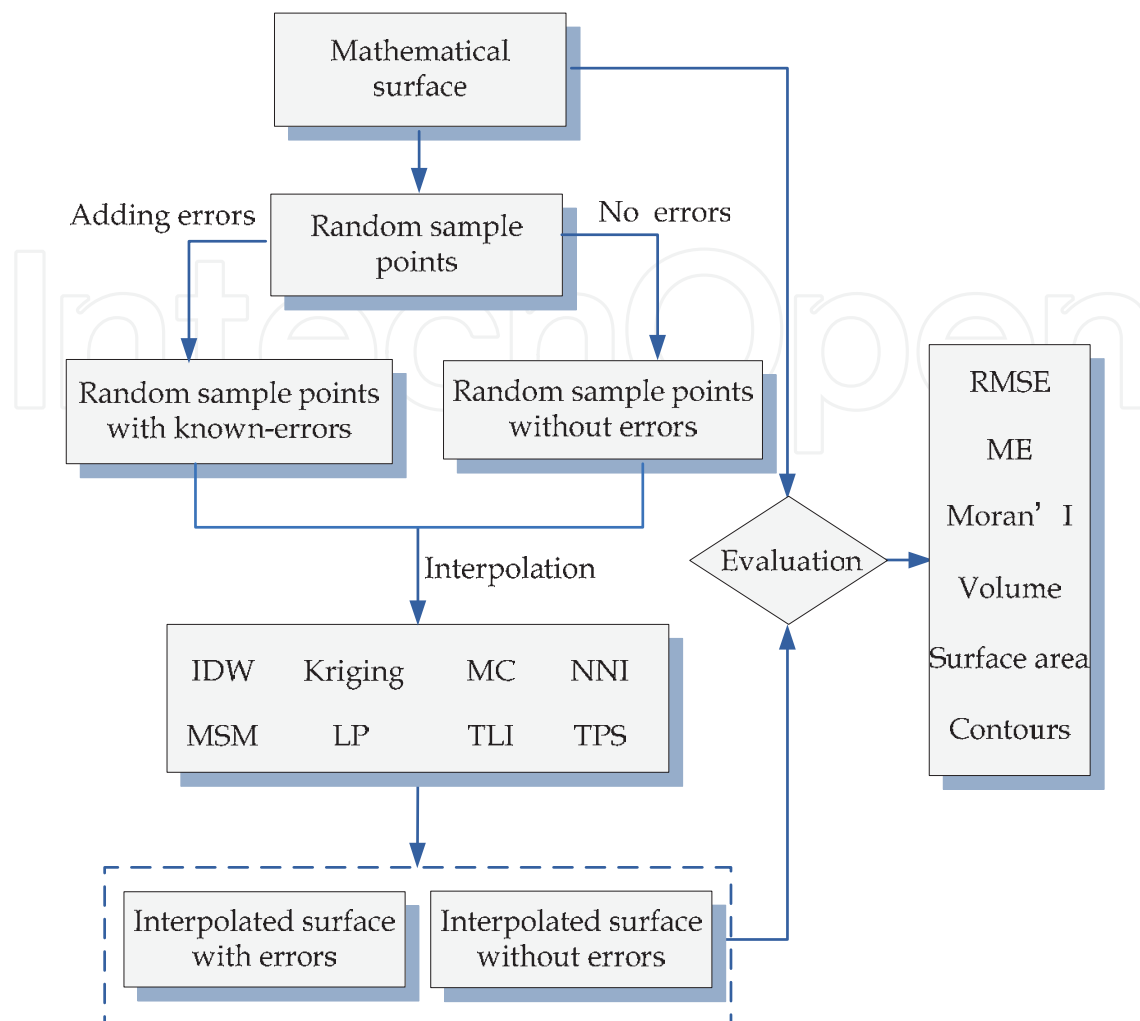 Mathematical
surface
Adding errors
No errors
Random sample
points
IntechOpen
Random sample points
with known-errors
Random sample points
without errors
RMSE
ME
Moran' I
Volume
Surface area
Contours
Evaluation
Interpolation
IDW Kriging MC NNI
MSM LP TLI TPS
Interpolated surface
with errors
Interpolated surface
without errors